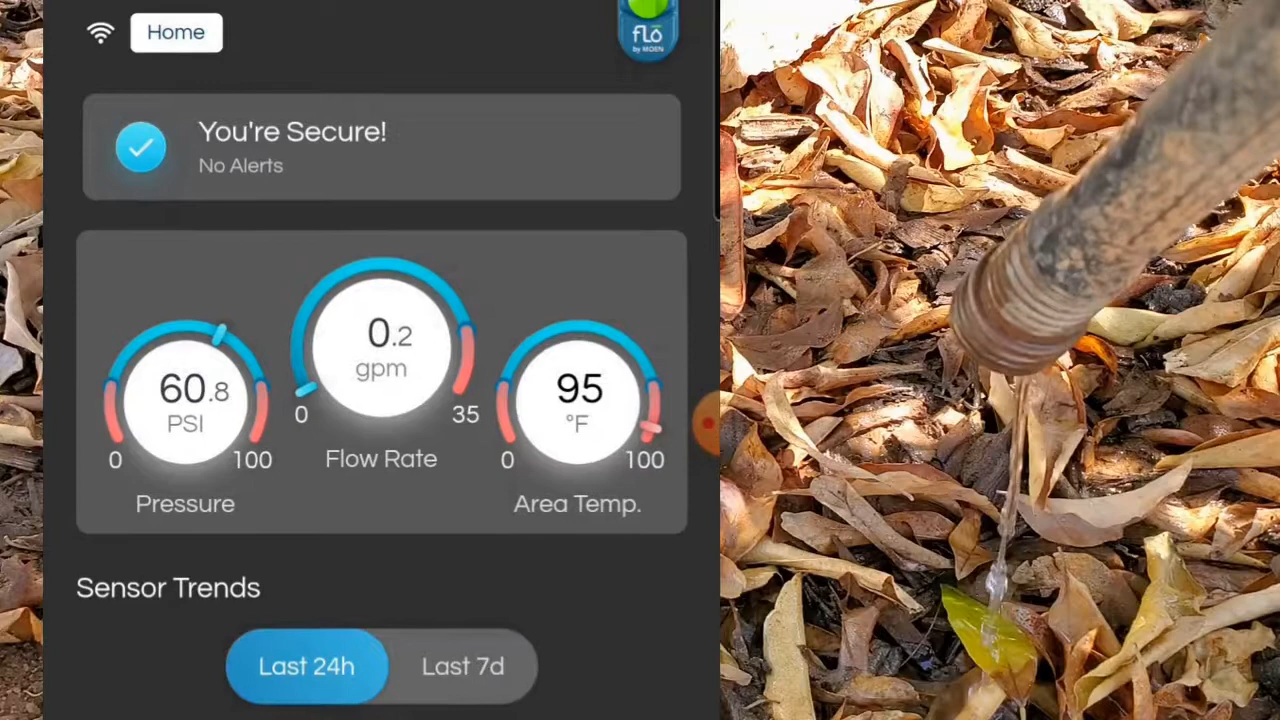 Home
flo
by MOEN
You're Secure!
No Alerts
60.8
PSI
0 100
Pressure
0.2
gpm
0 35
Flow Rate
95
°F
0 100
Area Temp.
Sensor Trends
Last 24h
Last 7d